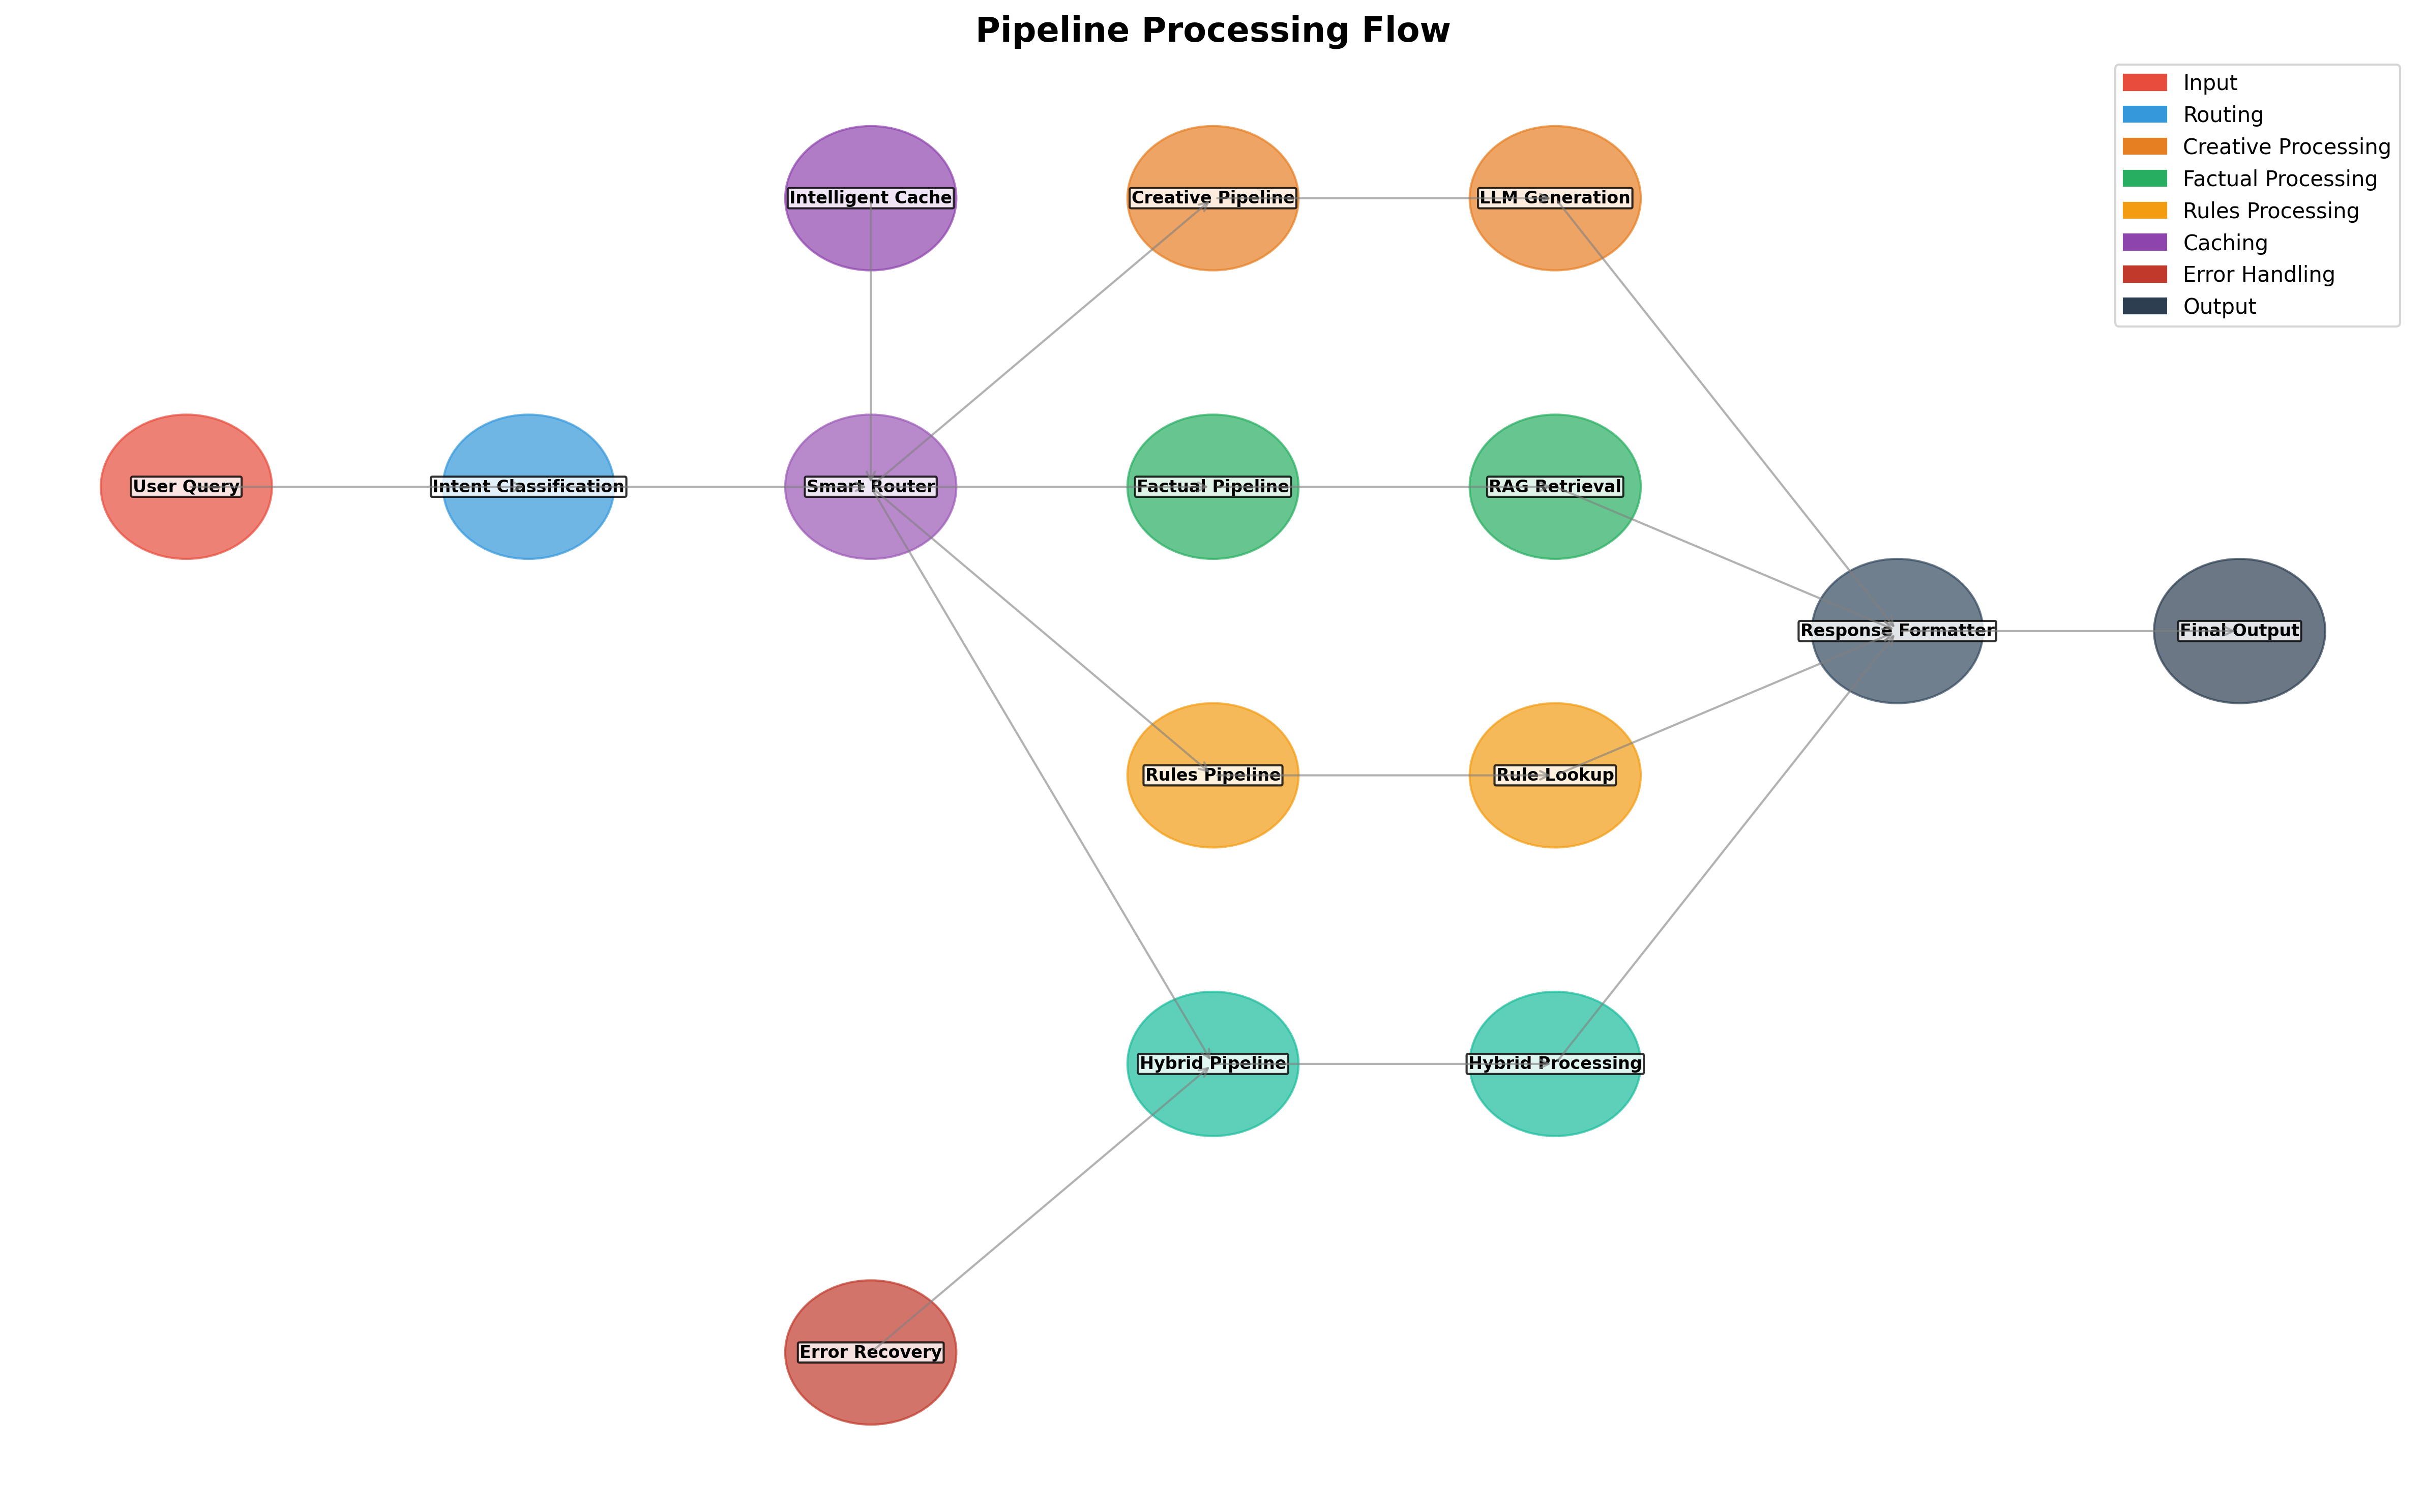 Pipeline Processing Flow
Input
Routing
Creative Processing
Factual Processing
Rules Processing
Caching
Error Handling
Output
Intelligent Cache
Creative Pipeline
LLM Generation
User Query
Intent Classification
Smart Router
Factual Pipeline
RAG Retrieval
Response Formatter
Final Output
Rules Pipeline
Rule Lookup
Hybrid Pipeline
Hybrid Processing
Error Recovery